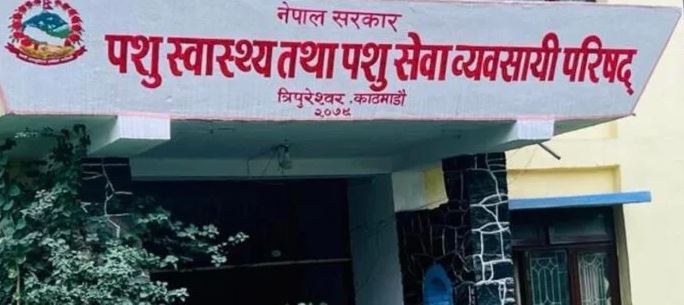 नेपाल सरकार
पशु स्वास्थ्य तथा पशु सेवा व्यवसायी परिषद्
त्रिपुरेश्वर, काठमाडौं
२०७९